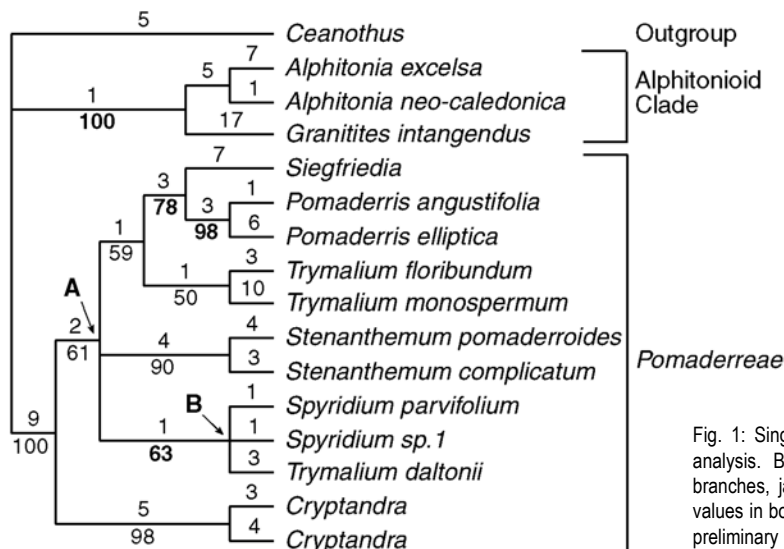 5
Ceanothus
Outgroup
7
5
Alphitonia excelsa
Alphitonioid
Clade
1
1
Alphitonia neo-caledonica
100
17
Granitites intangendus
7
3
Siegfriedia
78
1
3
Pomaderris angustifolia
98
6
Pomaderris elliptica
1
59
3
1
Trymalium floribundum
50
10
Trymalium monospermum
A
2
61
4
4
Stenanthemum pomaderroides
90
3
Stenanthemum complicatum
Pomaderreae
B
1
Spyridium parvifolium
1
63
1
Spyridium sp.1
3
Trymalium daltonii
9
100
5
98
3
Cryptandra
4
Cryptandra
Fig. 1: Sing
analysis. B
branches, ja
values in bo
preliminary